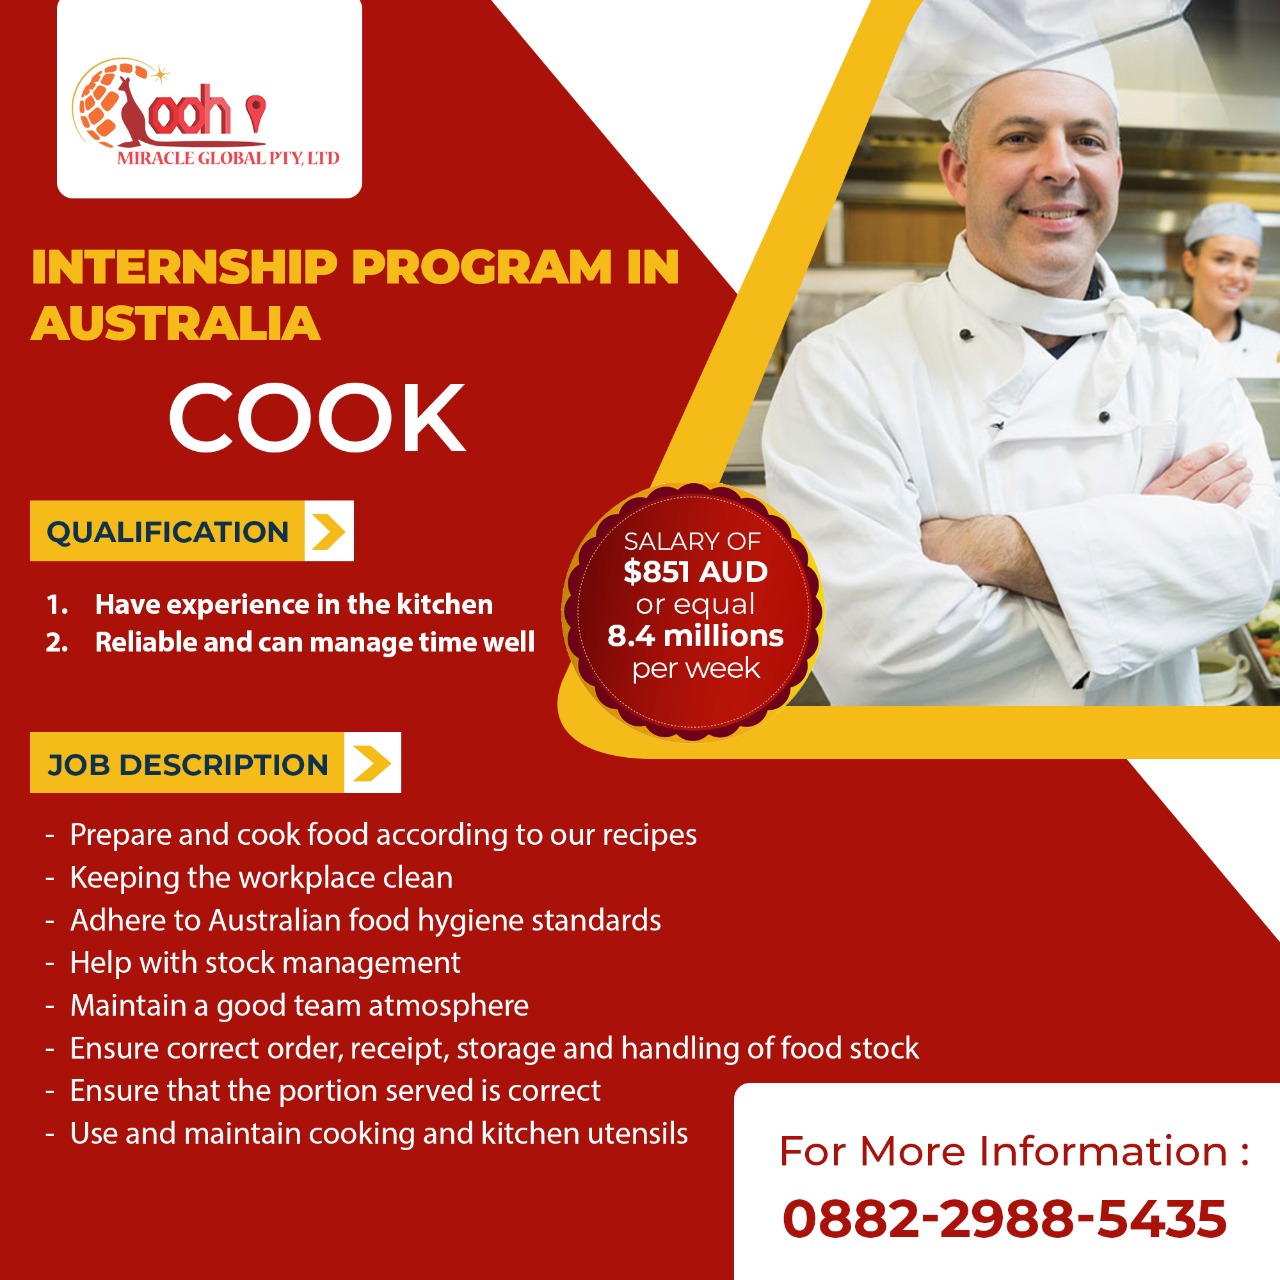 ooh
MIRACLE GLOBAL PTY, LTD
INTERNSHIP PROGRAM IN
AUSTRALIA
COOK
QUALIFICATION
1. Have experience in the kitchen
2. Reliable and can manage time well
SALARY OF
$851 AUD
or equal
8.4 millions
per week
JOB DESCRIPTION
- Prepare and cook food according to our recipes
- Keeping the workplace clean
- Adhere to Australian food hygiene standards
- Help with stock management
- Maintain a good team atmosphere
- Ensure correct order, receipt, storage and handling of food stock
- Ensure that the portion served is correct
- Use and maintain cooking and kitchen utensils
For More Information :
0882-2988-5435